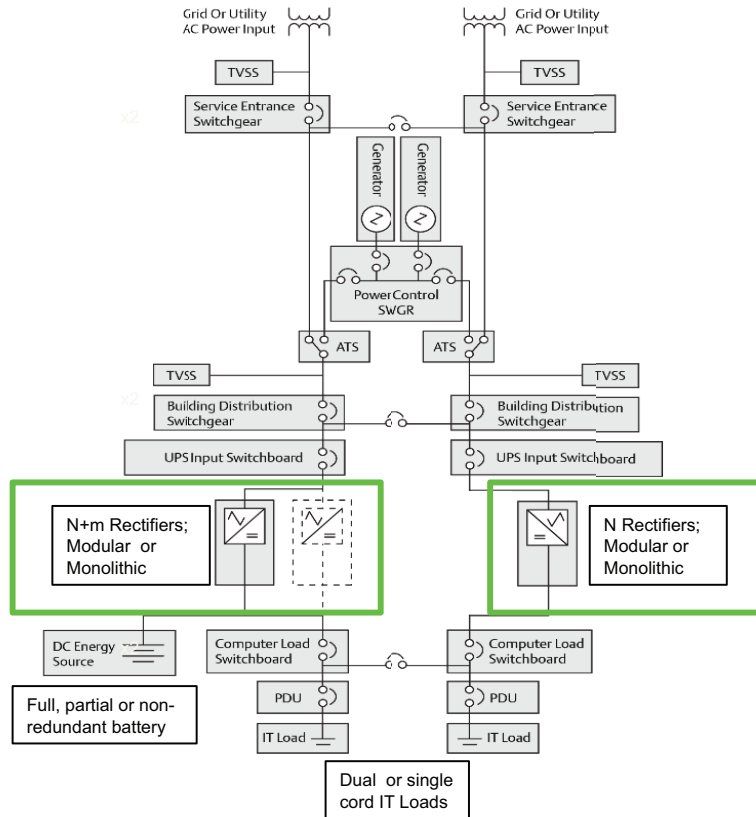 Grid Or Utility
AC Power Input
Grid Or Utility
AC Power Input
TVSS
TVSS
x2
Service Entrance
Switchgear
Service Entrance
Switchgear
Generator
Generator
Power Control
SWGR
ATS
ATS
TVSS
TVSS
x2
Building Distribution
Switchgear
Building Distribution
Switchgear
UPS Input Switchboard
UPS Input Switchboard
N+m Rectifiers;
Modular or
Monolithic
N Rectifiers;
Modular or
Monolithic
DC Energy
Source
Computer Load
Switchboard
Computer Load
Switchboard
Full, partial or non-
redundant battery
PDU
PDU
IT Load
IT Load
Dual or single
cord IT Loads